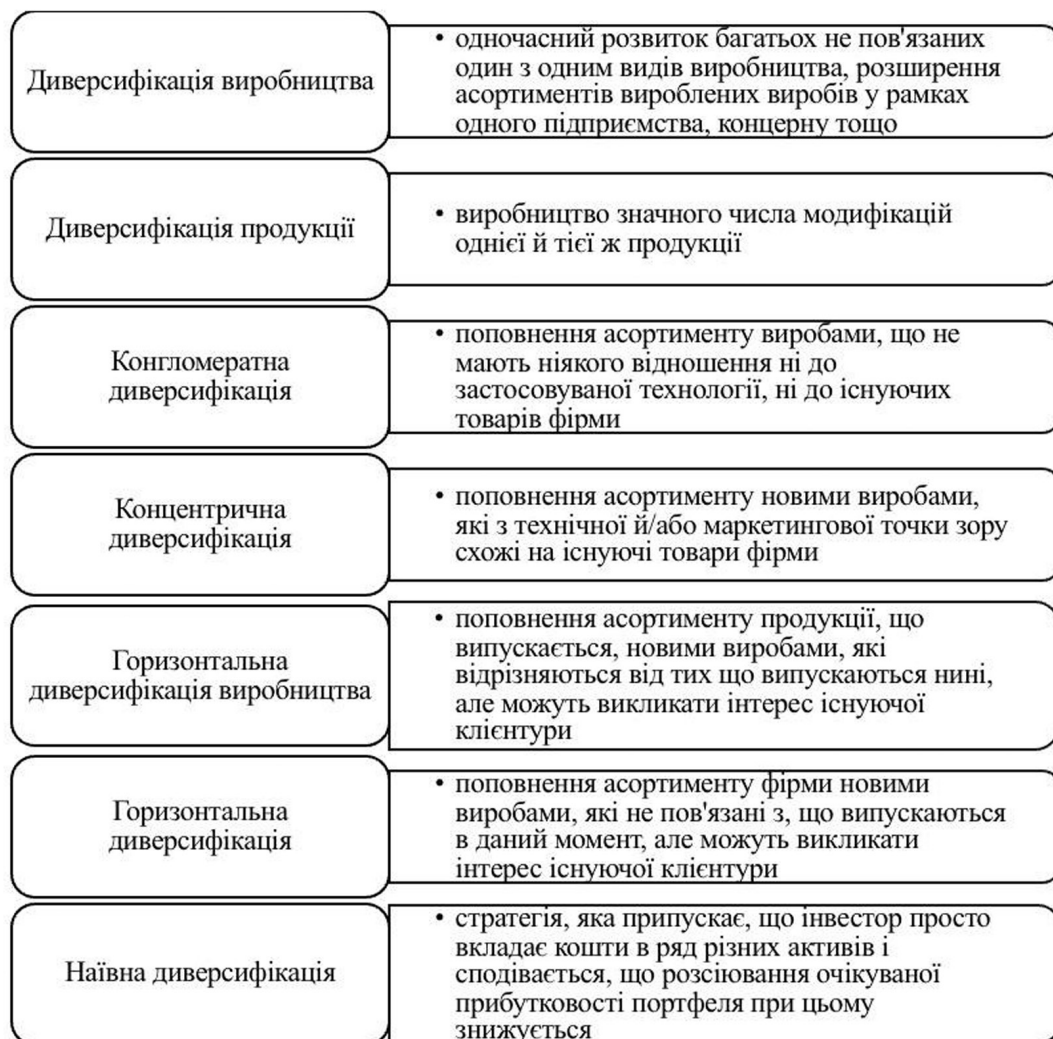 Диверсифікація виробництва
• одночасний розвиток багатьох не пов'язаних
один з одним видів виробництва, розширення
асортиментів вироблених виробів у рамках
одного підприємства, концерну тощо
Диверсифікація продукції
• виробництво значного числа модифікацій
однієї й тієї ж продукції
Конгломератна
диверсифікація
• поповнення асортименту виробами, що не
мають ніякого відношення ні до
застосовуваної технології, ні до існуючих
товарів фірми
Концентрична
диверсифікація
• поповнення асортименту новими виробами,
які з технічної й/або маркетингової точки зору
схожі на існуючі товари фірми
Горизонтальна
диверсифікація виробництва
• поповнення асортименту продукції, що
випускається, новими виробами, які
відрізняються від тих що випускаються нині,
але можуть викликати інтерес існуючої
клієнтури
Горизонтальна
диверсифікація
• поповнення асортименту фірми новими
виробами, які не пов'язані з, що випускаються
в даний момент, але можуть викликати
інтерес існуючої клієнтури
Наївна диверсифікація
• стратегія, яка припускає, що інвестор просто
вкладає кошти в ряд різних активів і
сподівається, що розсіювання очікуваної
прибутковості портфеля при цьому
знижується